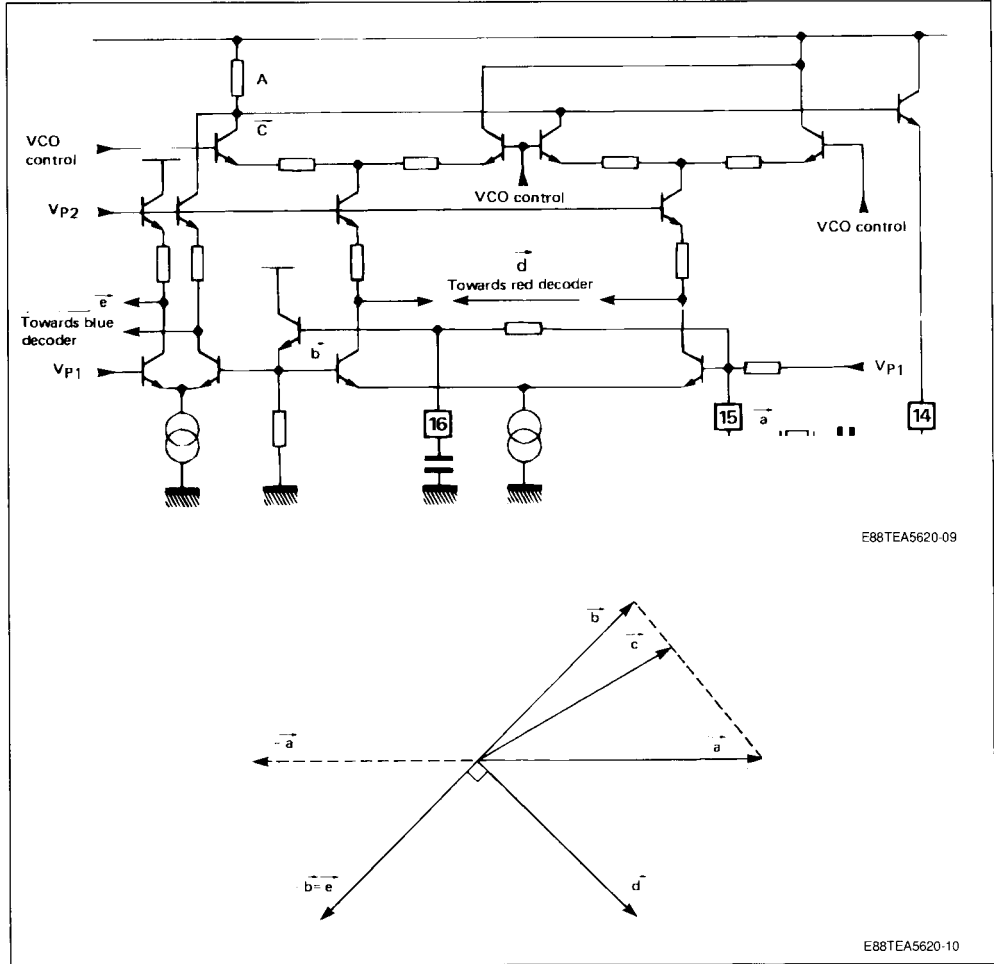 A
C
VCO
control
VCO control
VCO control
VP2
d
Towards red decoder
e
Towards blue
decoder
b
VP1
VP1
16
15
a
14
E88TEA5620-09
b
c
-a
a
b=e
d
E88TEA5620-10